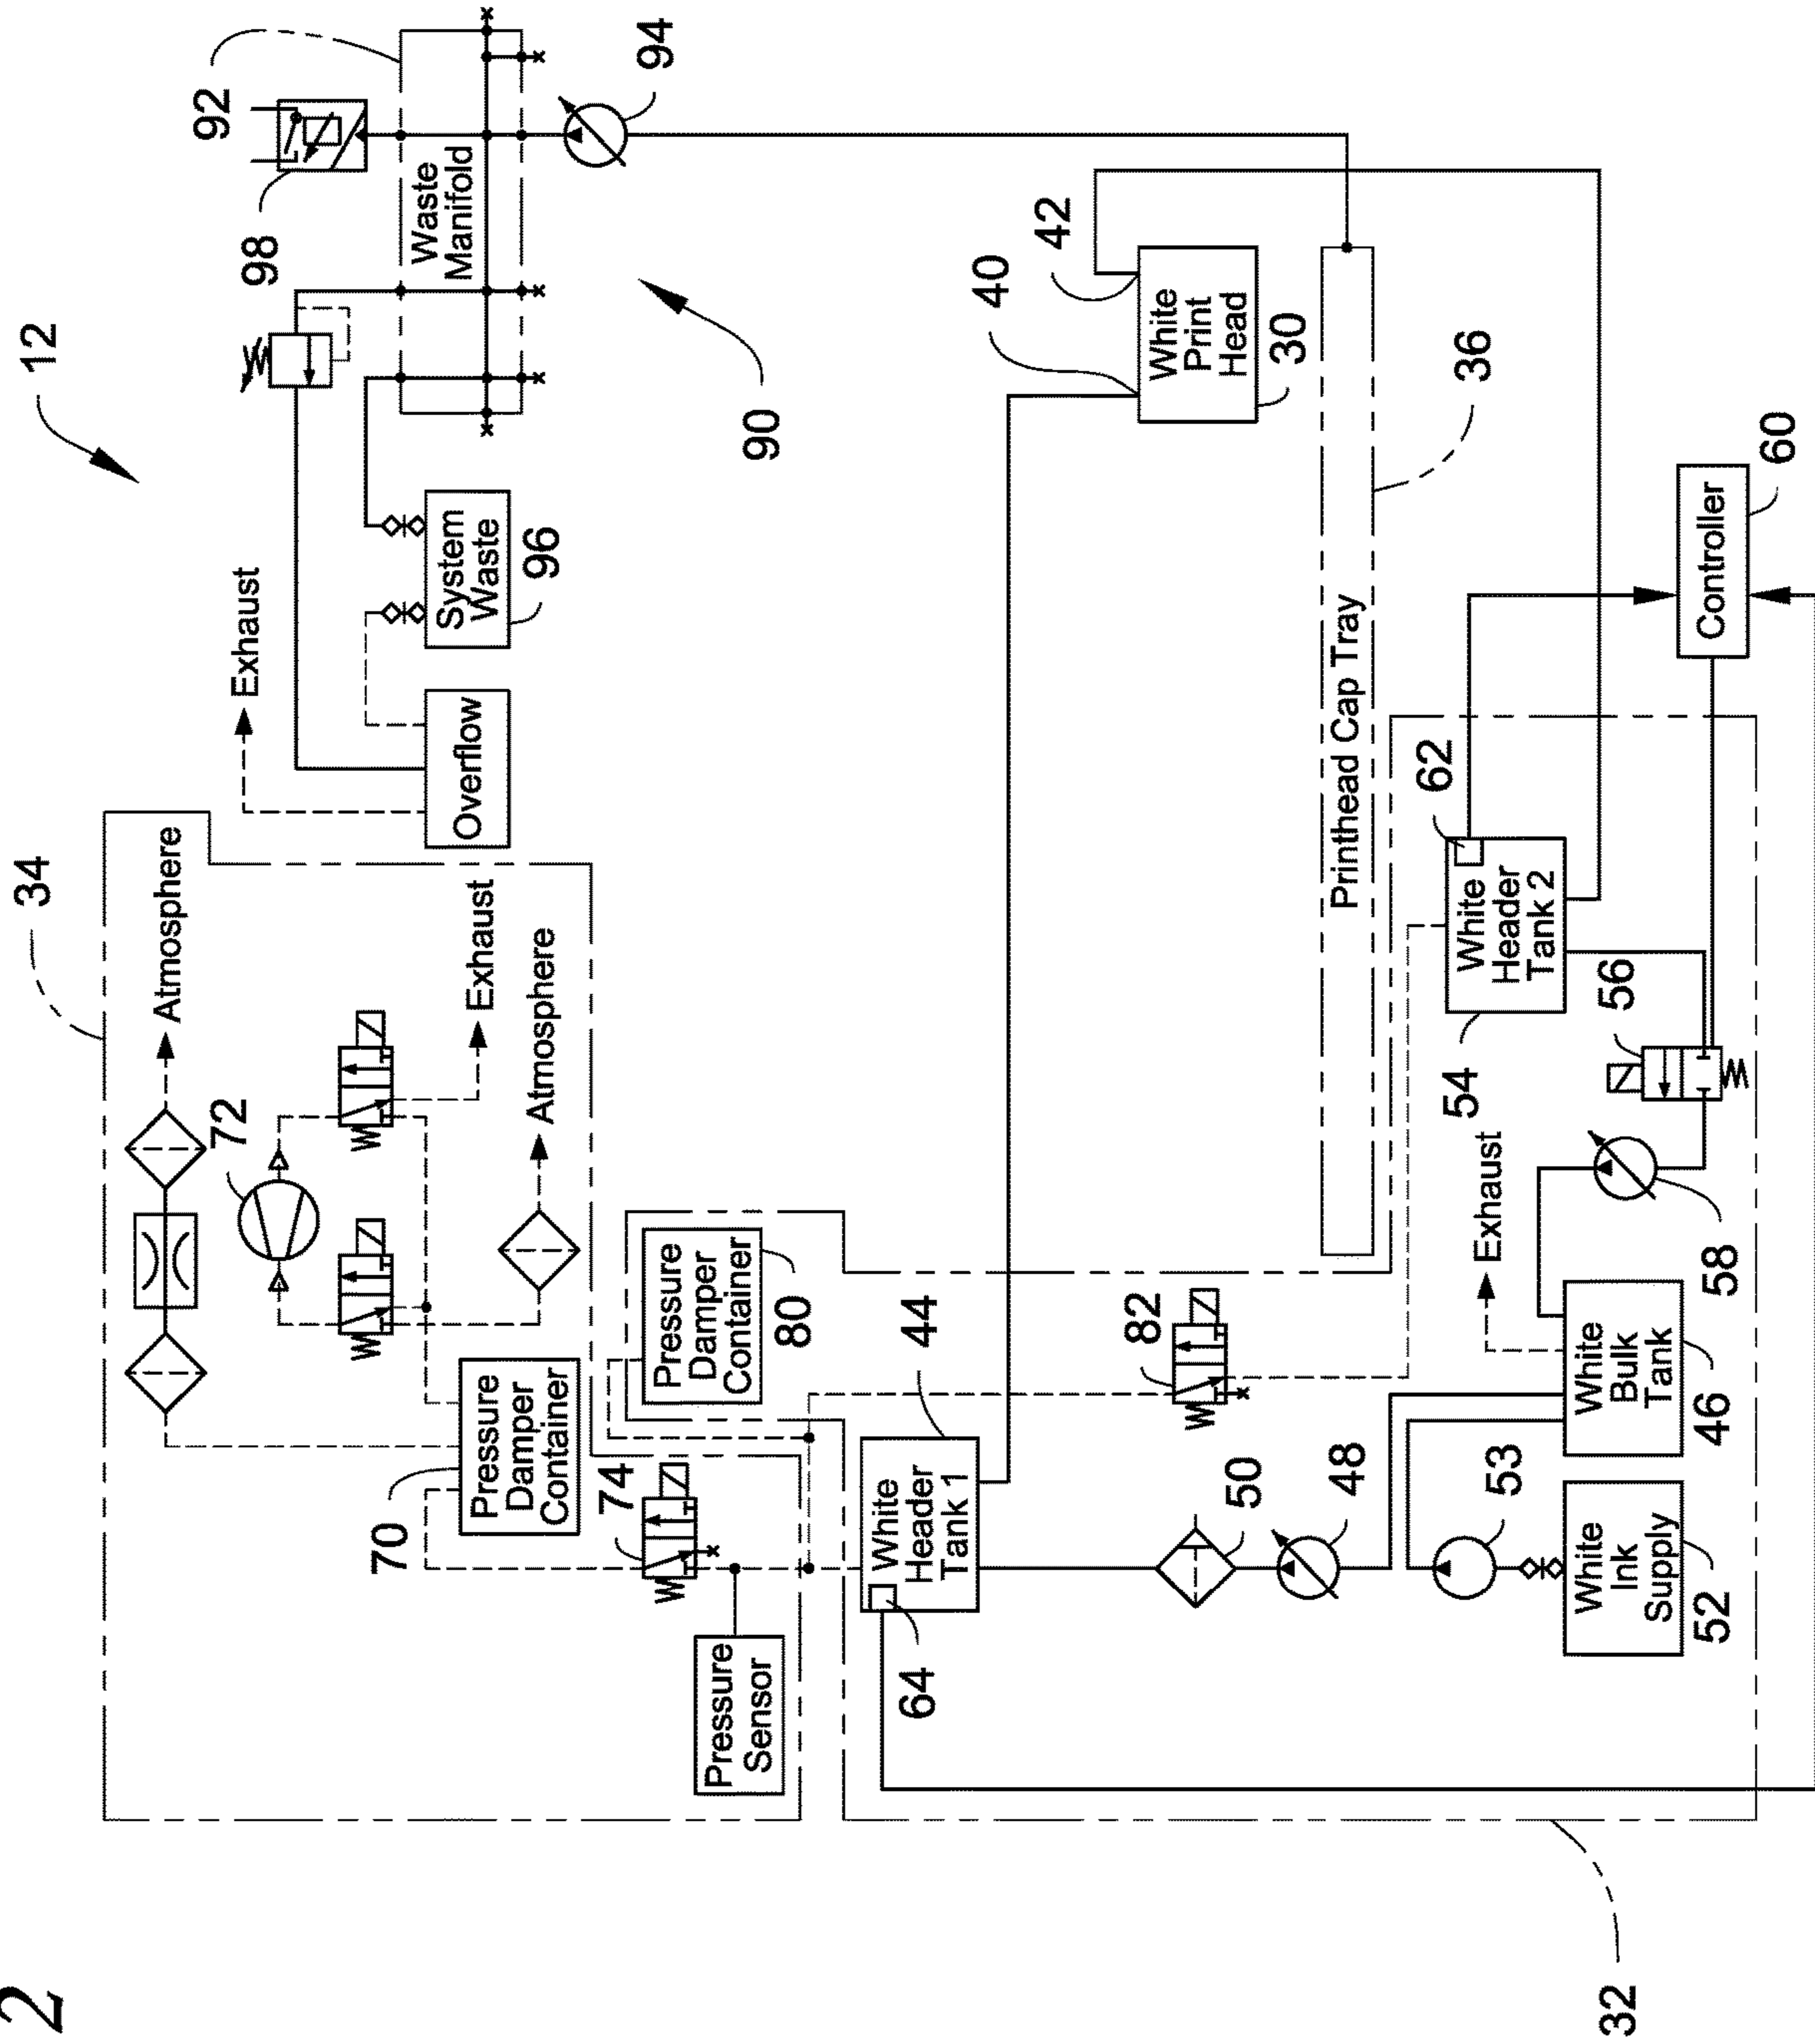 2
34
12
Atmosphere
72
Exhaust
92
98
70
Pressure
Damper
Container
Exhaust
Overflow
System
Waste
96
Waste
Manifold
Atmosphere
74
94
Pressure
Sensor
Pressure
Damper
Container
80
90
64
White
Header
Tank 1
44
40
42
82
White
Print
Head
30
50
48
Printhead Cap Tray
36
53
62
White
Header
Tank 2
54
Exhaust
56
White
Ink
Supply
52
White
Bulk
Tank
46
58
Controller
60
32